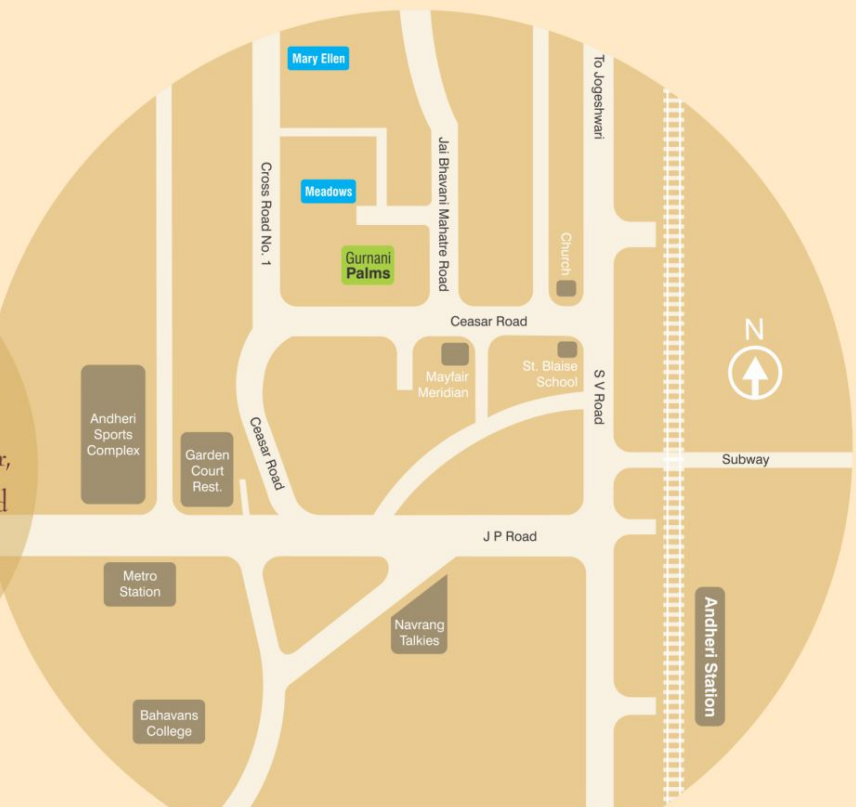 Mary Ellen
To Jogeshwari
Cross Road No. 1
Jai Bhavani Mahatre Road
Meadows
Church
Gurnani
Palms
Ceasar Road
N
Mayfair
Meridian
St. Blaise
School
S V Road
Andheri
Sports
Complex
Garden
Court
Rest.
Ceasar Road
Subway
J P Road
Metro
Station
Navrang
Talkies
Andheri Station
Bahavans
College